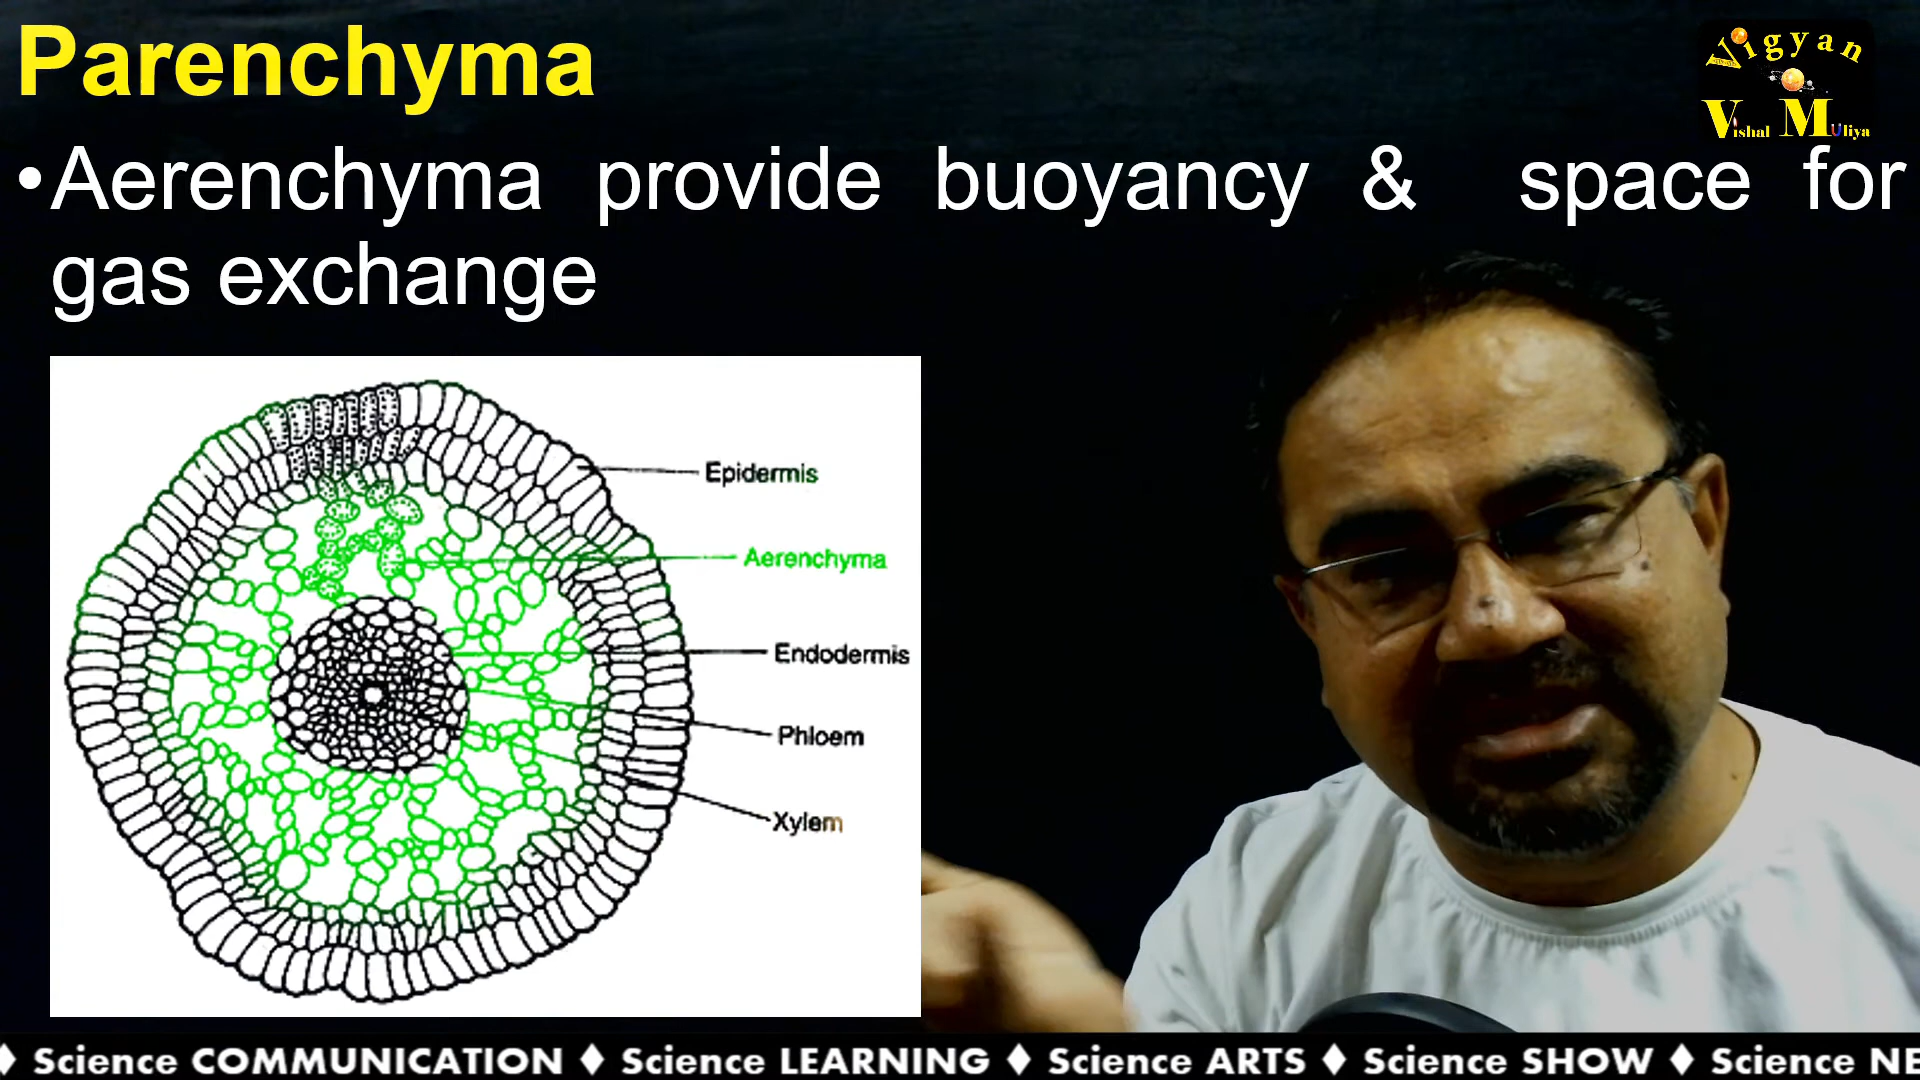 Parenchyma
Vigyan
Vishal Muliya
•Aerenchyma provide buoyancy & space for
gas exchange
Epidermis
Aerenchyma
Endodermis
Phloem
Xylem
♦ Science COMMUNICATION ♦ Science LEARNING ♦ Science ARTS ♦ Science SHOW ♦ Science NE